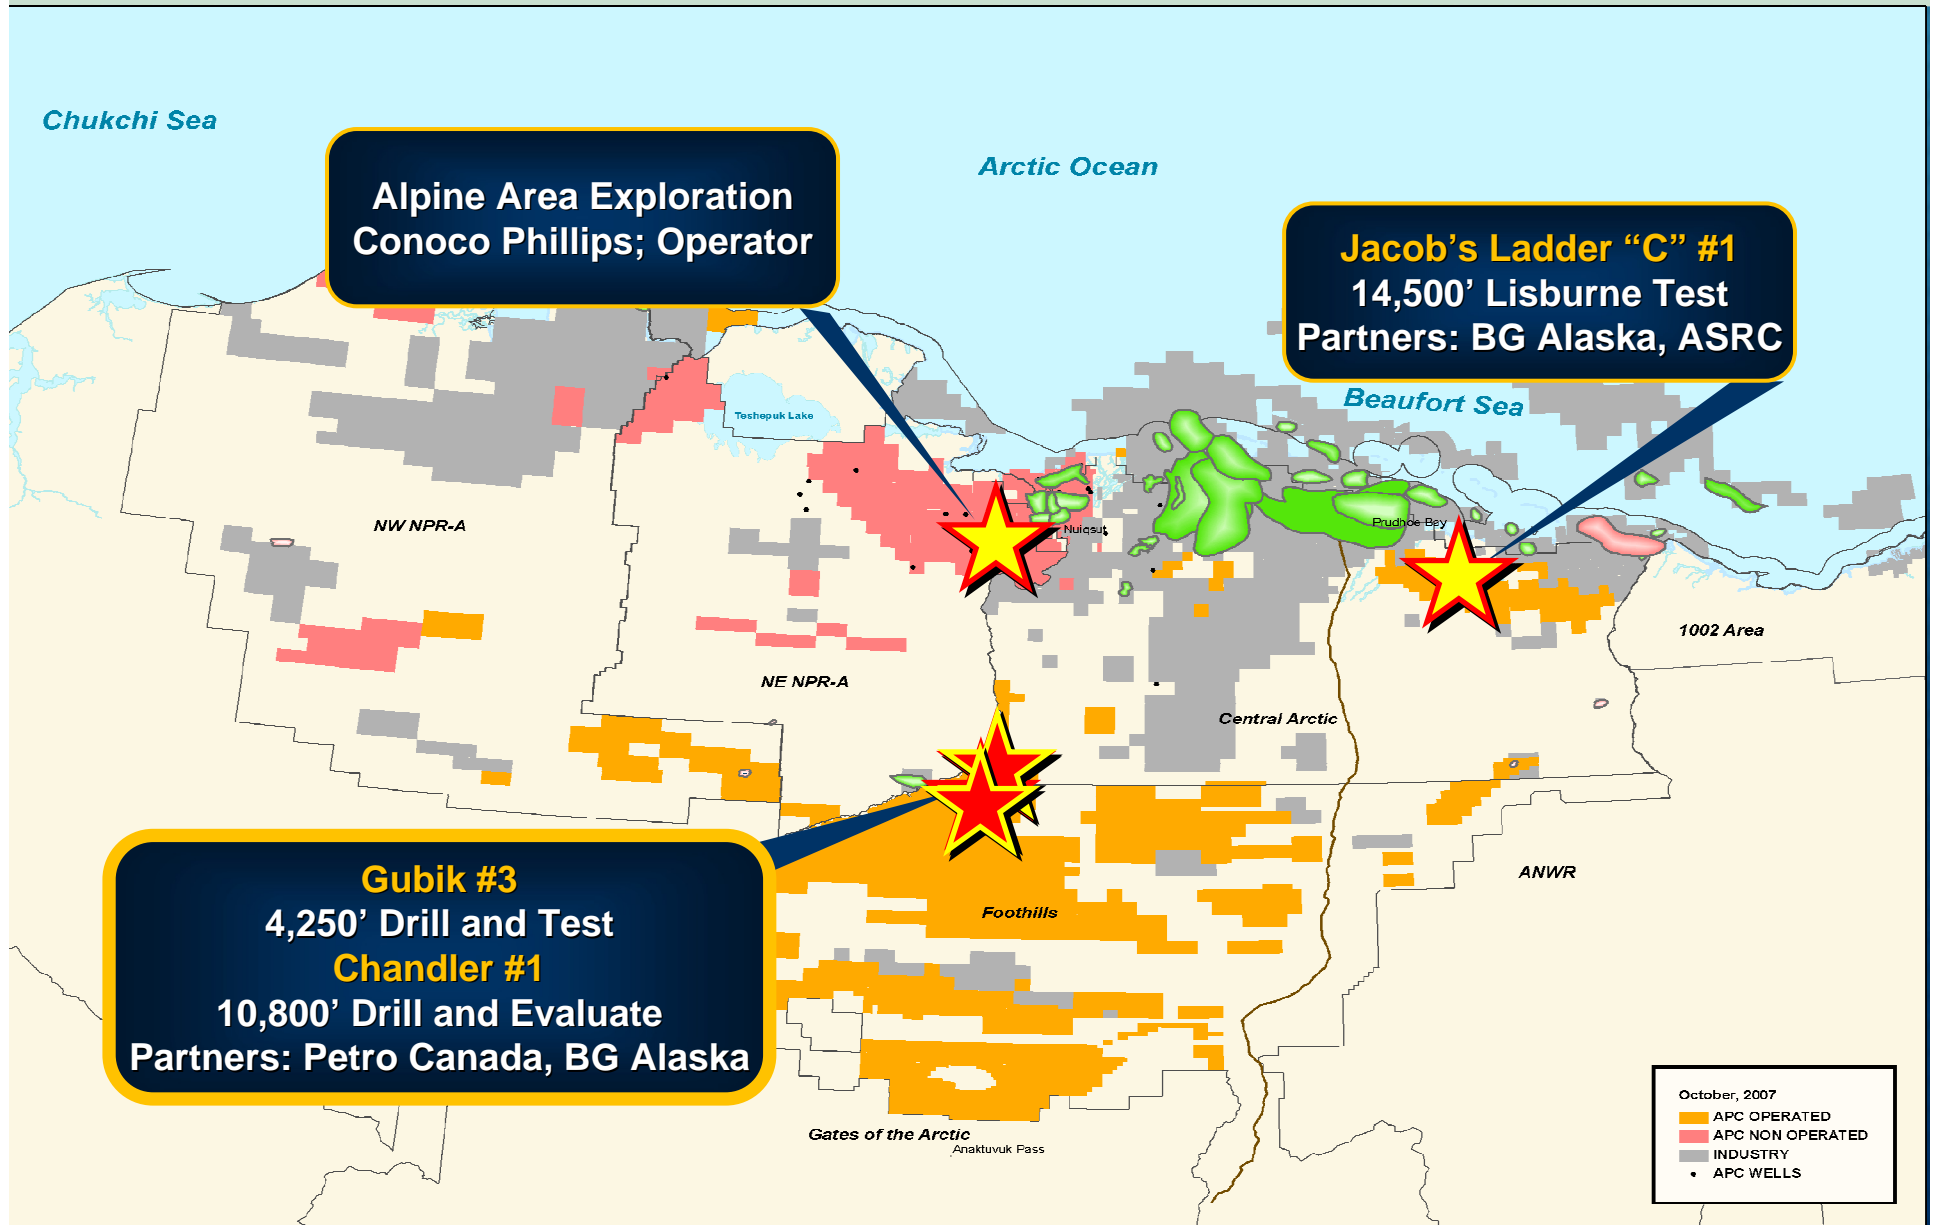 Chukchi Sea
Arctic Ocean
Alpine Area Exploration
Conoco Phillips; Operator
Jacob’s Ladder “C” #1
14,500’ Lisburne Test
Partners: BG Alaska, ASRC
Beaufort Sea
Teshepuk Lake
NW NPR-A
Nuiqsut
Prudhoe Bay
1002 Area
NE NPR-A
Central Arctic
ANWR
Foothills
Gubik #3
4,250’ Drill and Test
Chandler #1
10,800’ Drill and Evaluate
Partners: Petro Canada, BG Alaska
Gates of the Arctic
Anaktuvuk Pass
October, 2007
APC OPERATED
APC NON OPERATED
INDUSTRY
APC WELLS